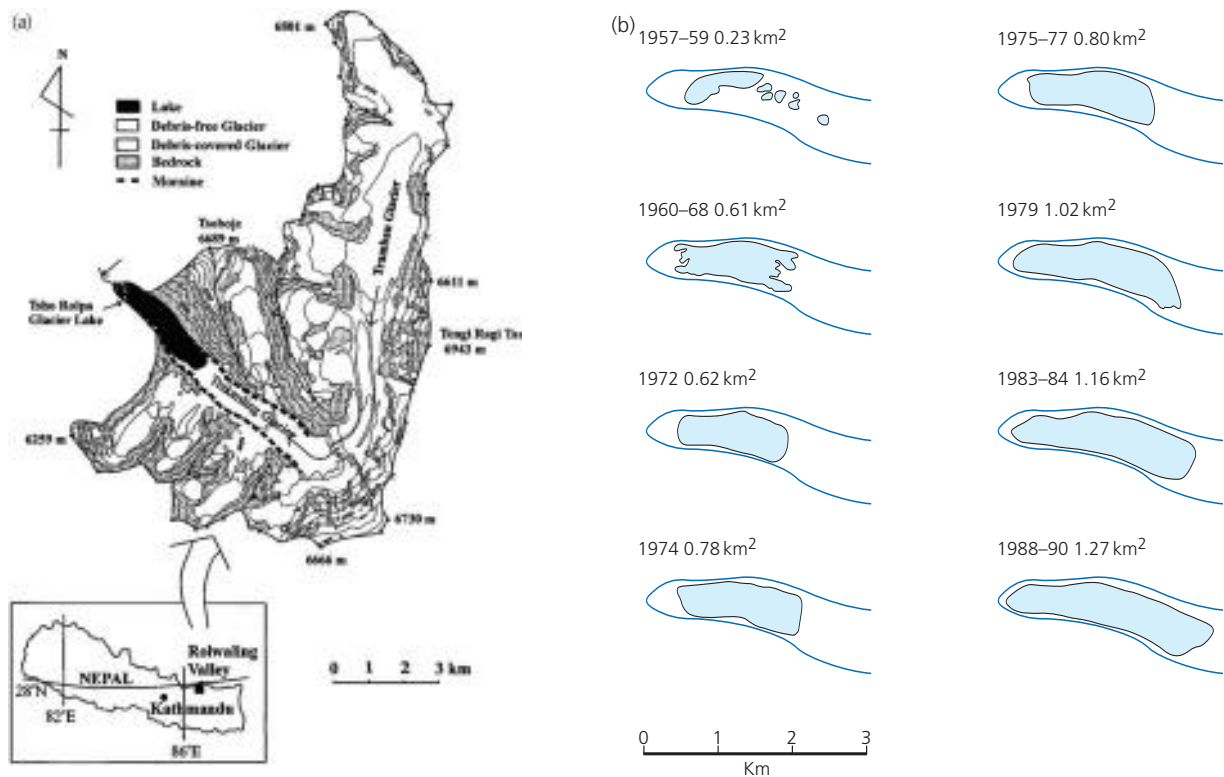 (a)
6501 m
N
Lake
Debris-free Glacier
Debris-covered Glacier
Bedrock
Moraine
Tsoboje
6689 m
Trambau Glacier
6611 m
Tsho Rolpa
Glacier Lake
6943 m
Trakarding Glacier
6259 m
6730 m
6666 m
Rolwaling
Valley
NEPAL
28°N
Kathmandu
82°E
86°E
0 1 2 3 km
(b)
1957–59 0.23 km²
1960–68 0.61 km²
1972 0.62 km²
1974 0.78 km²
1975–77 0.80 km²
1979 1.02 km²
1983–84 1.16 km²
1988–90 1.27 km²
0 1 2 3
Km